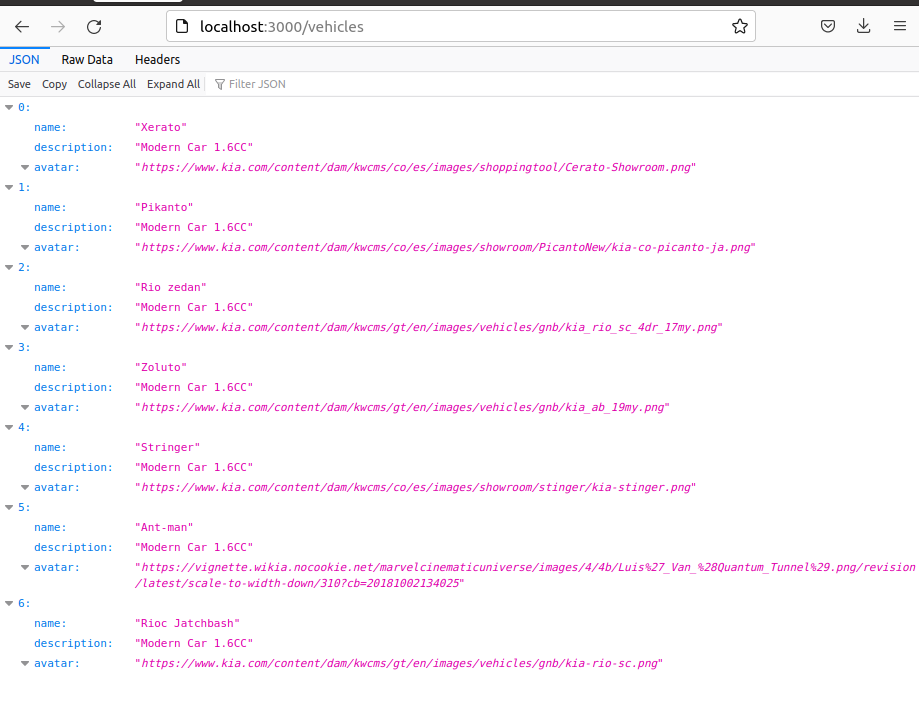 localhost:3000/vehicles
JSON Raw Data Headers
Save Copy Collapse All Expand All Filter JSON
0:
name: "Xerato"
description: "Modern Car 1.6CC"
avatar: "https://www.kia.com/content/dam/kwcms/co/es/images/shoppingtool/Cerato-Showroom.png"
1:
name: "Pikanto"
description: "Modern Car 1.6CC"
avatar: "https://www.kia.com/content/dam/kwcms/co/es/images/showroom/PicantoNew/kia-co-picanto-ja.png"
2:
name: "Rio zedan"
description: "Modern Car 1.6CC"
avatar: "https://www.kia.com/content/dam/kwcms/gt/en/images/vehicles/gnb/kia_rio_sc_4dr_17my.png"
3:
name: "Zoluto"
description: "Modern Car 1.6CC"
avatar: "https://www.kia.com/content/dam/kwcms/gt/en/images/vehicles/gnb/kia_ab_19my.png"
4:
name: "Stringer"
description: "Modern Car 1.6CC"
avatar: "https://www.kia.com/content/dam/kwcms/co/es/images/showroom/stinger/kia-stinger.png"
5:
name: "Ant-man"
description: "Modern Car 1.6CC"
avatar: "https://vignette.wikia.nocookie.net/marvelcinematicuniverse/images/4/4b/Luis%27_Van_%28Quantum_Tunnel%29.png/revision
/latest/scale-to-width-down/310?cb=20181002134025"
6:
name: "Rioc Jatchbash"
description: "Modern Car 1.6CC"
avatar: "https://www.kia.com/content/dam/kwcms/gt/en/images/vehicles/gnb/kia-rio-sc.png"